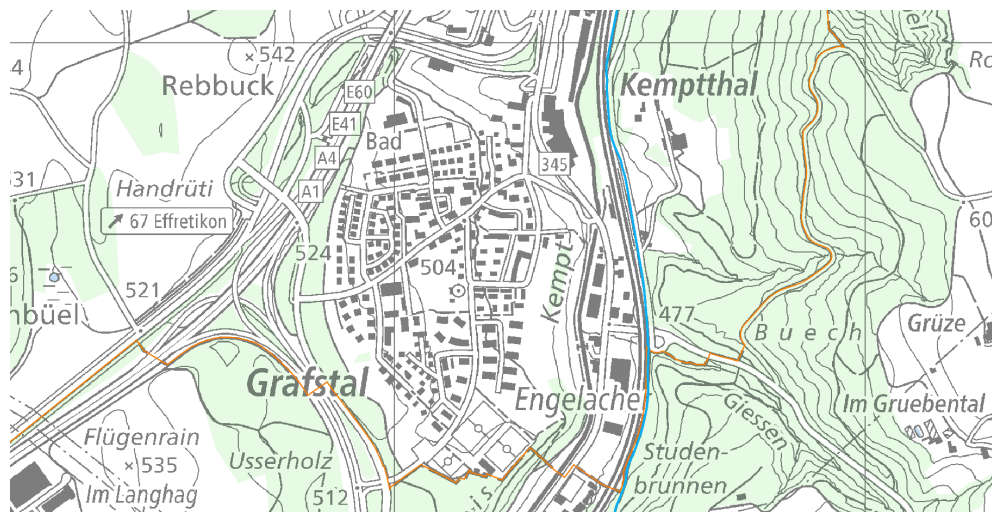 × 542
Rebbuck
Kemptthal
E60
E41
Bad
A4
345
A1
Handrüti
↗ 67 Effretikon
524
504
Kempt
521
477
Buech
Grüze
Grafstal
Engelache
Giessen
Im Gruebental
Flügenrain
× 535
Usserholz
Im Langhag
512
Studen-
brunnen